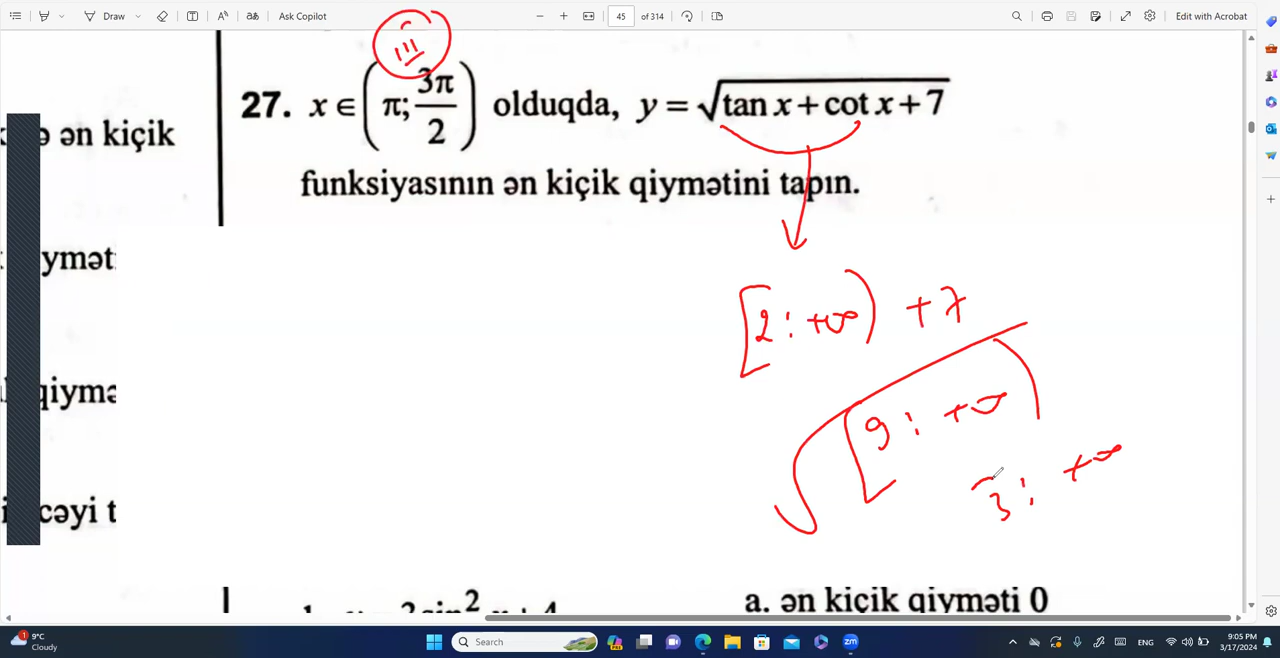 Draw
Ask Copilot
45 of 314
Edit with Acrobat
III
ə ən kiçik
27. x ∈ (π; 3π/2) olduqda, y = √tan x + cot x + 7
funksiyasının ən kiçik qiymətini tapın.
yməti
[2 ; +∞) + 7
qiymə
√[9 ; +∞)
3 ; +∞
cəyi t
a. ən kiçik qiyməti 0
9°C
Cloudy
Search
ENG
9:05 PM
3/17/2024